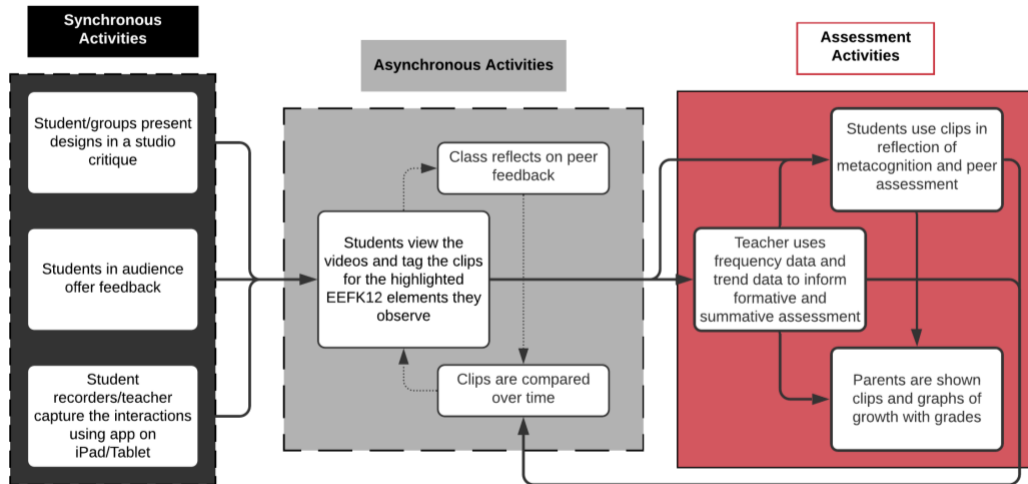 Synchronous
Activities
Student/groups present
designs in a studio
critique
Students in audience
offer feedback
Student
recorders/teacher
capture the interactions
using app on
iPad/Tablet
Asynchronous Activities
Class reflects on peer
feedback
Students view the
videos and tag the clips
for the highlighted
EEFK12 elements they
observe
Clips are compared
over time
Assessment
Activities
Students use clips in
reflection of
metacognition and peer
assessment
Teacher uses
frequency data and
trend data to inform
formative and
summative assessment
Parents are shown
clips and graphs of
growth with grades